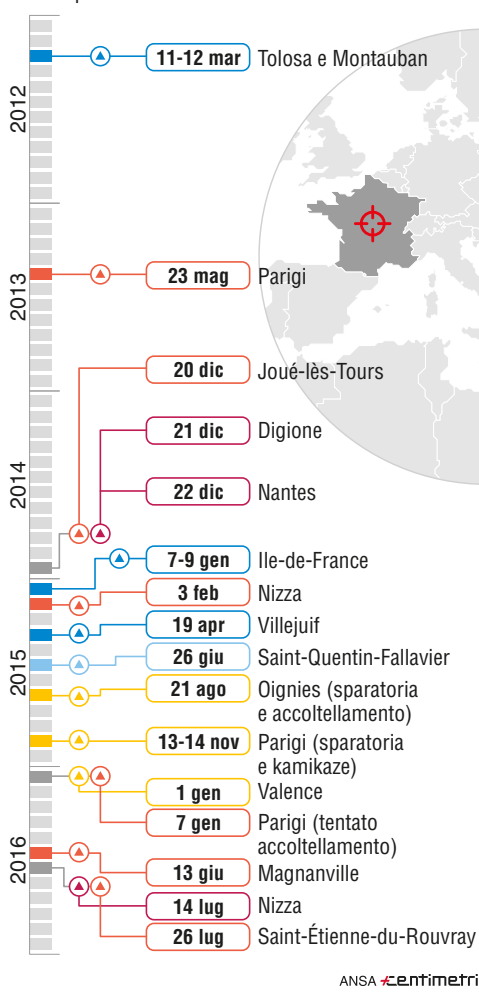 2012
11-12 mar Tolosa e Montauban
2013
23 mag Parigi
2014
20 dic Joué-lès-Tours
21 dic Digione
22 dic Nantes
2015
7-9 gen Ile-de-France
3 feb Nizza
19 apr Villejuif
26 giu Saint-Quentin-Fallavier
21 ago Oignies (sparatoria
e accoltellamento)
13-14 nov Parigi (sparatoria
e kamikaze)
2016
1 gen Valence
7 gen Parigi (tentato
accoltellamento)
13 giu Magnanville
14 lug Nizza
26 lug Saint-Étienne-du-Rouvray
ANSA centimetri